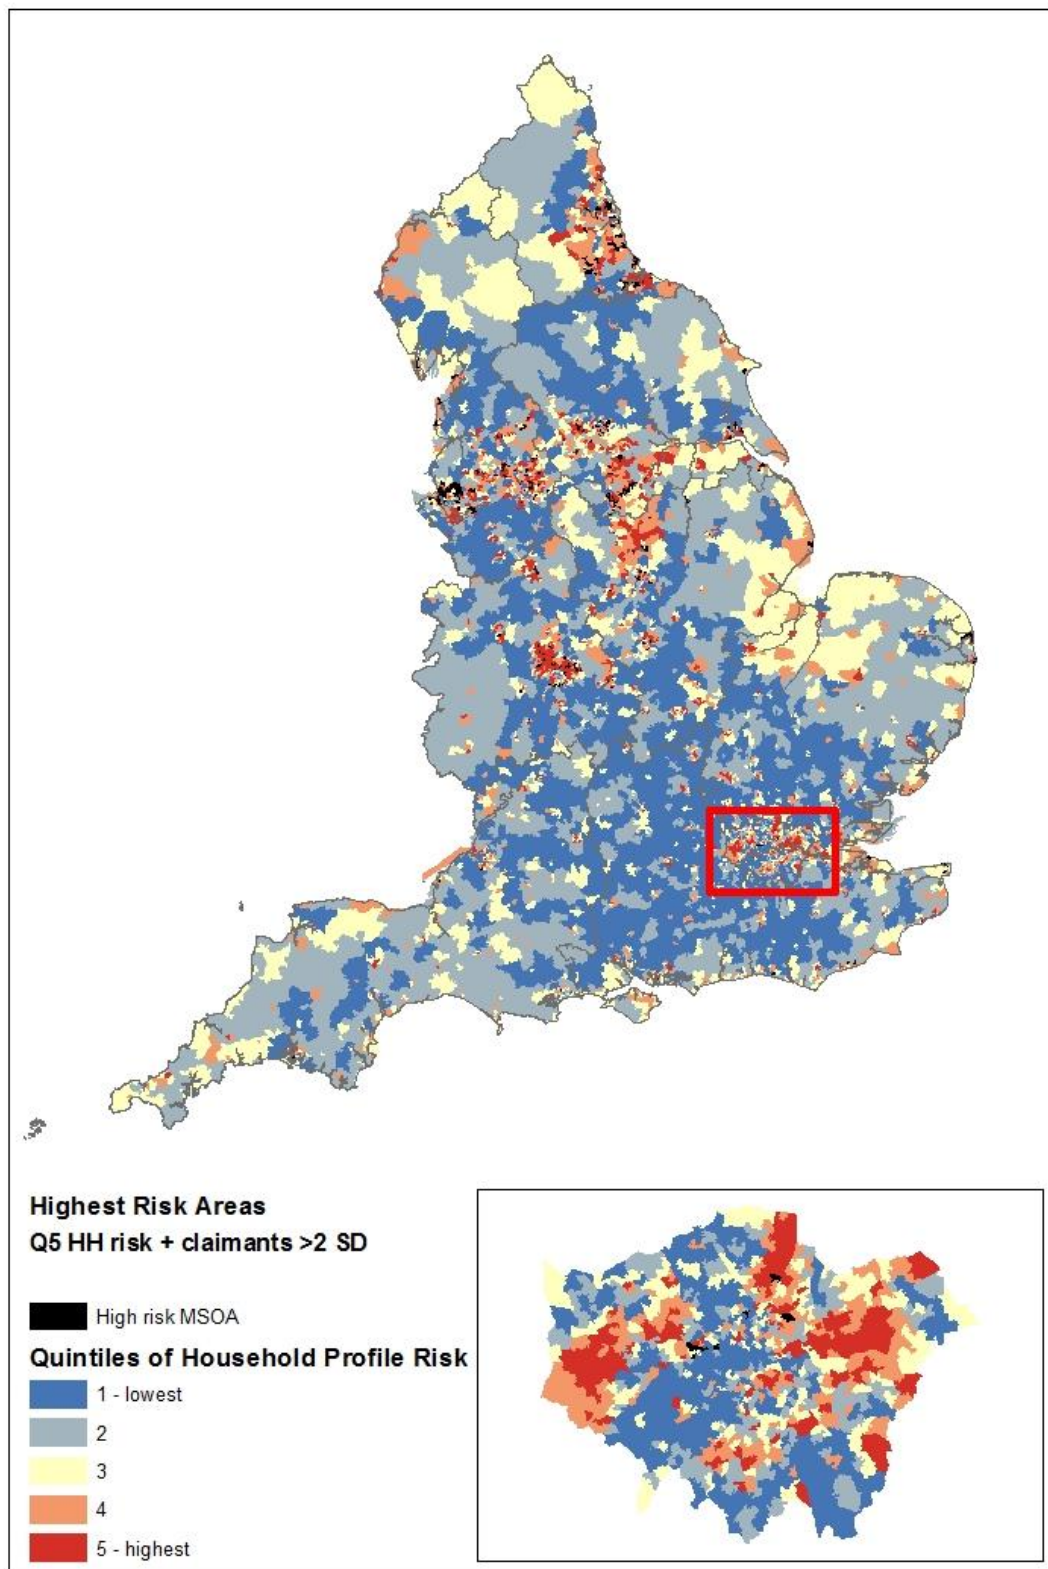 Highest Risk Areas
Q5 HH risk + claimants >2 SD
High risk MSOA
Quintiles of Household Profile Risk
1 - lowest
2
3
4
5 - highest